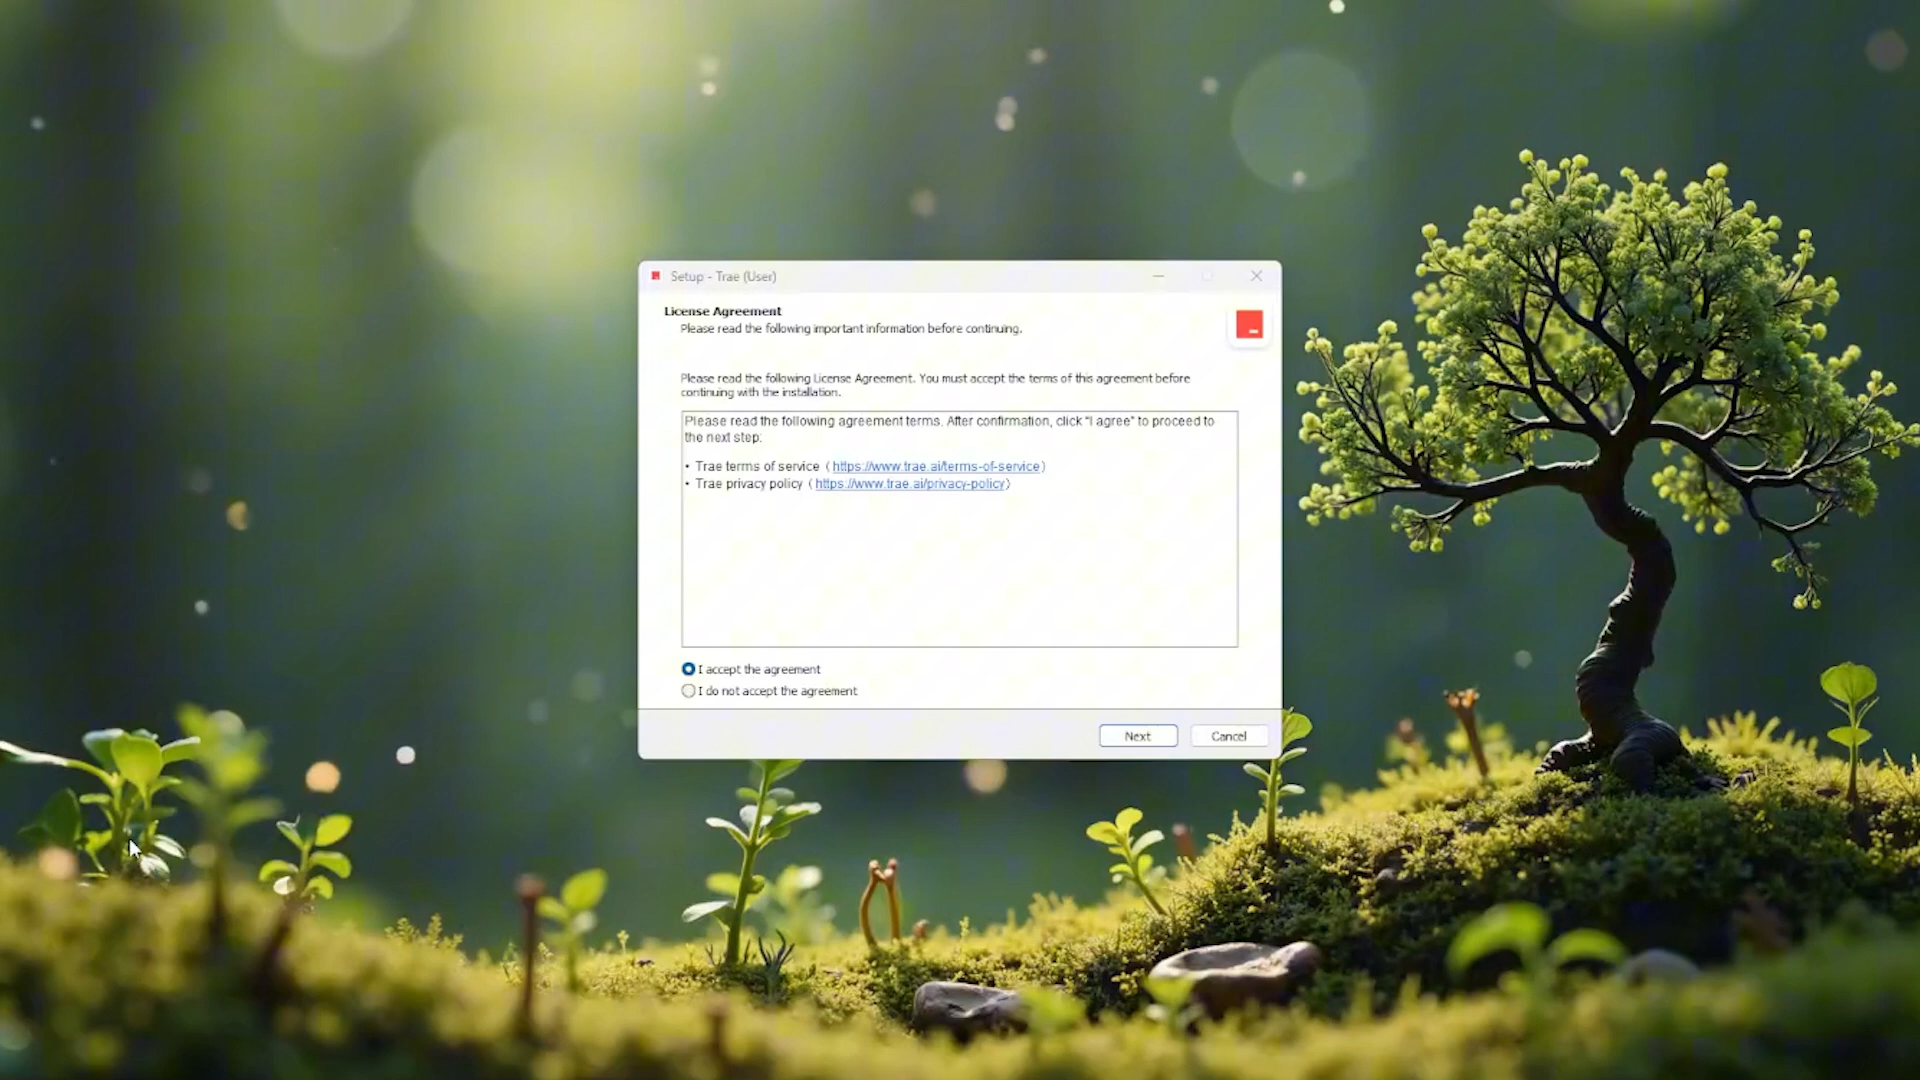 Setup - Trae (User)
License Agreement
Please read the following important information before continuing.
Please read the following License Agreement. You must accept the terms of this agreement before
continuing with the installation.
Please read the following agreement terms. After confirmation, click "I agree" to proceed to
the next step:
• Trae terms of service（https://www.trae.ai/terms-of-service）
• Trae privacy policy（https://www.trae.ai/privacy-policy）
I accept the agreement
I do not accept the agreement
Next
Cancel